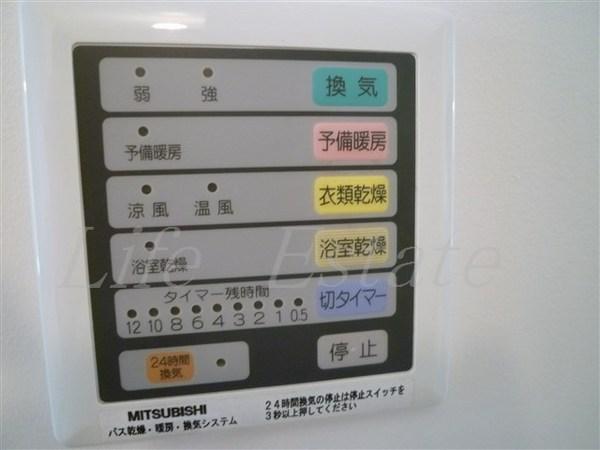 弱 強 換気
予備暖房 予備暖房
涼風 温風 衣類乾燥
浴室乾燥 浴室乾燥
Life Estate
タイマー残時間 切タイマー
12 10 8 6 4 3 2 1 0.5
24時間
換気
停止
MITSUBISHI
バス乾燥・暖房・換気システム
24時間換気の停止は停止スイッチを
3秒以上押してください